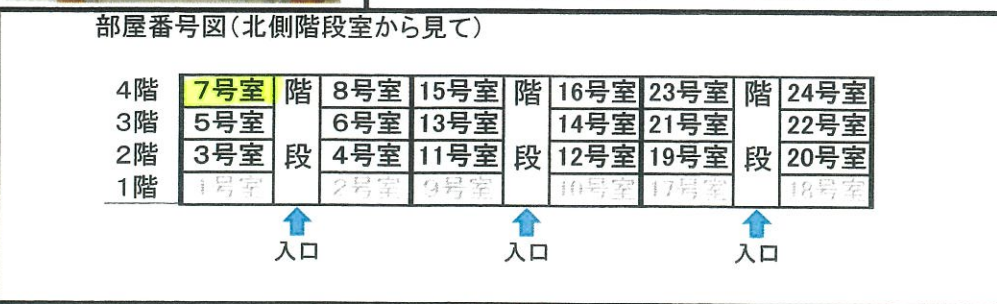 部屋番号図(北側階段室から見て)
4階 7号室 階 8号室 15号室 階 16号室 23号室 階 24号室
3階 5号室 6号室 13号室 14号室 21号室 22号室
2階 3号室 段 4号室 11号室 段 12号室 19号室 段 20号室
1階 1号室 2号室 9号室 10号室 17号室 18号室
入口 入口 入口